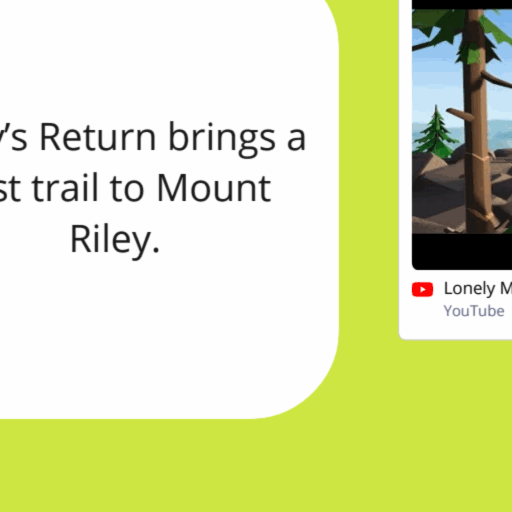 ’s Return brings a
st trail to Mount
Riley.
Lonely M
YouTube